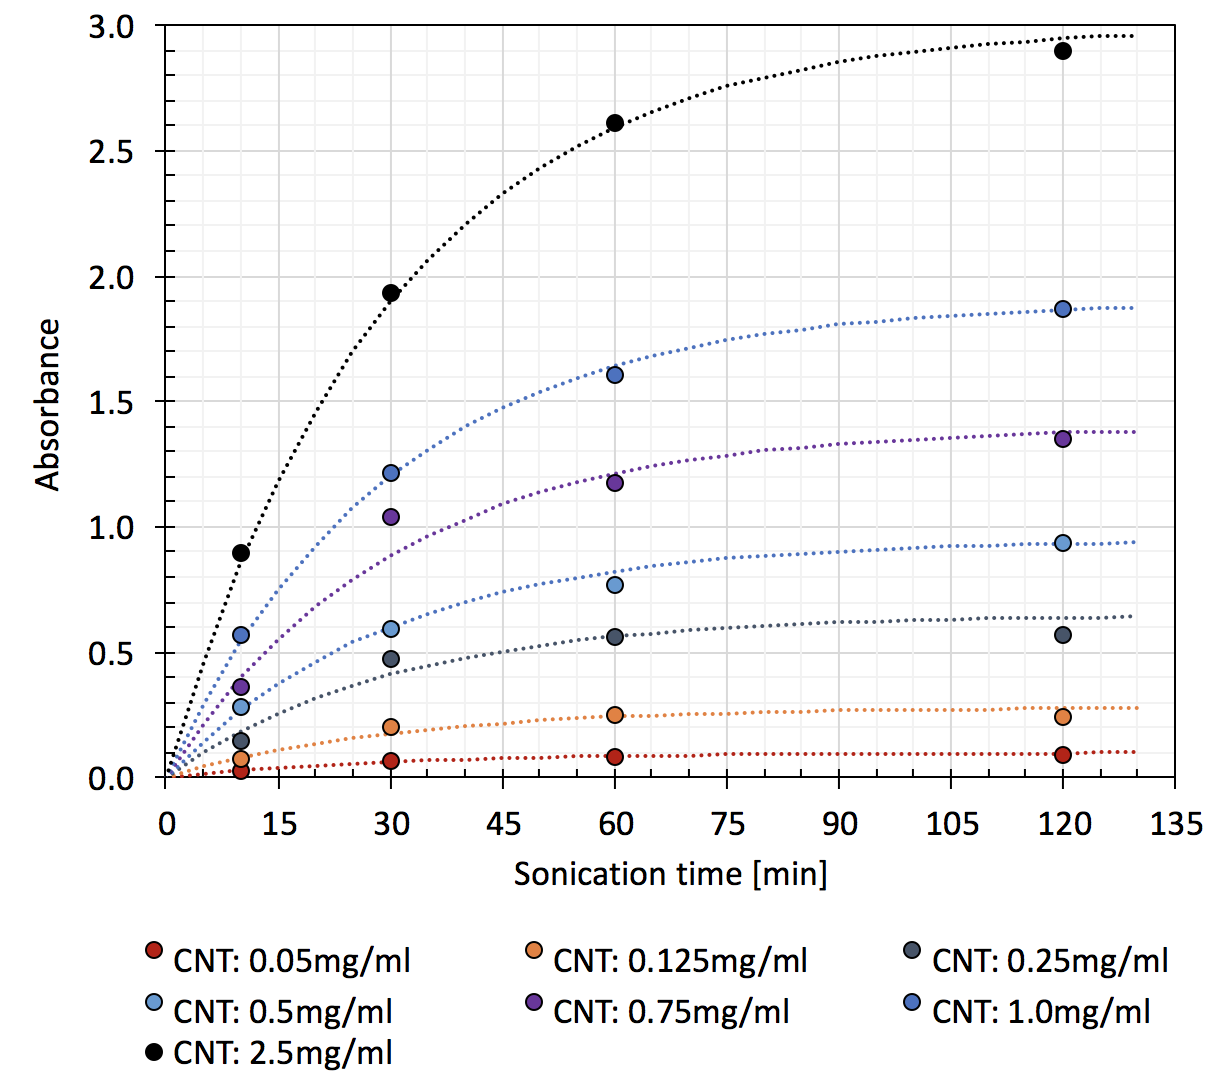 3.0
2.5
2.0
1.5
1.0
0.5
0.0
Absorbance
0 15 30 45 60 75 90 105 120 135
Sonication time [min]
CNT: 0.05mg/ml CNT: 0.125mg/ml CNT: 0.25mg/ml
CNT: 0.5mg/ml CNT: 0.75mg/ml CNT: 1.0mg/ml
CNT: 2.5mg/ml